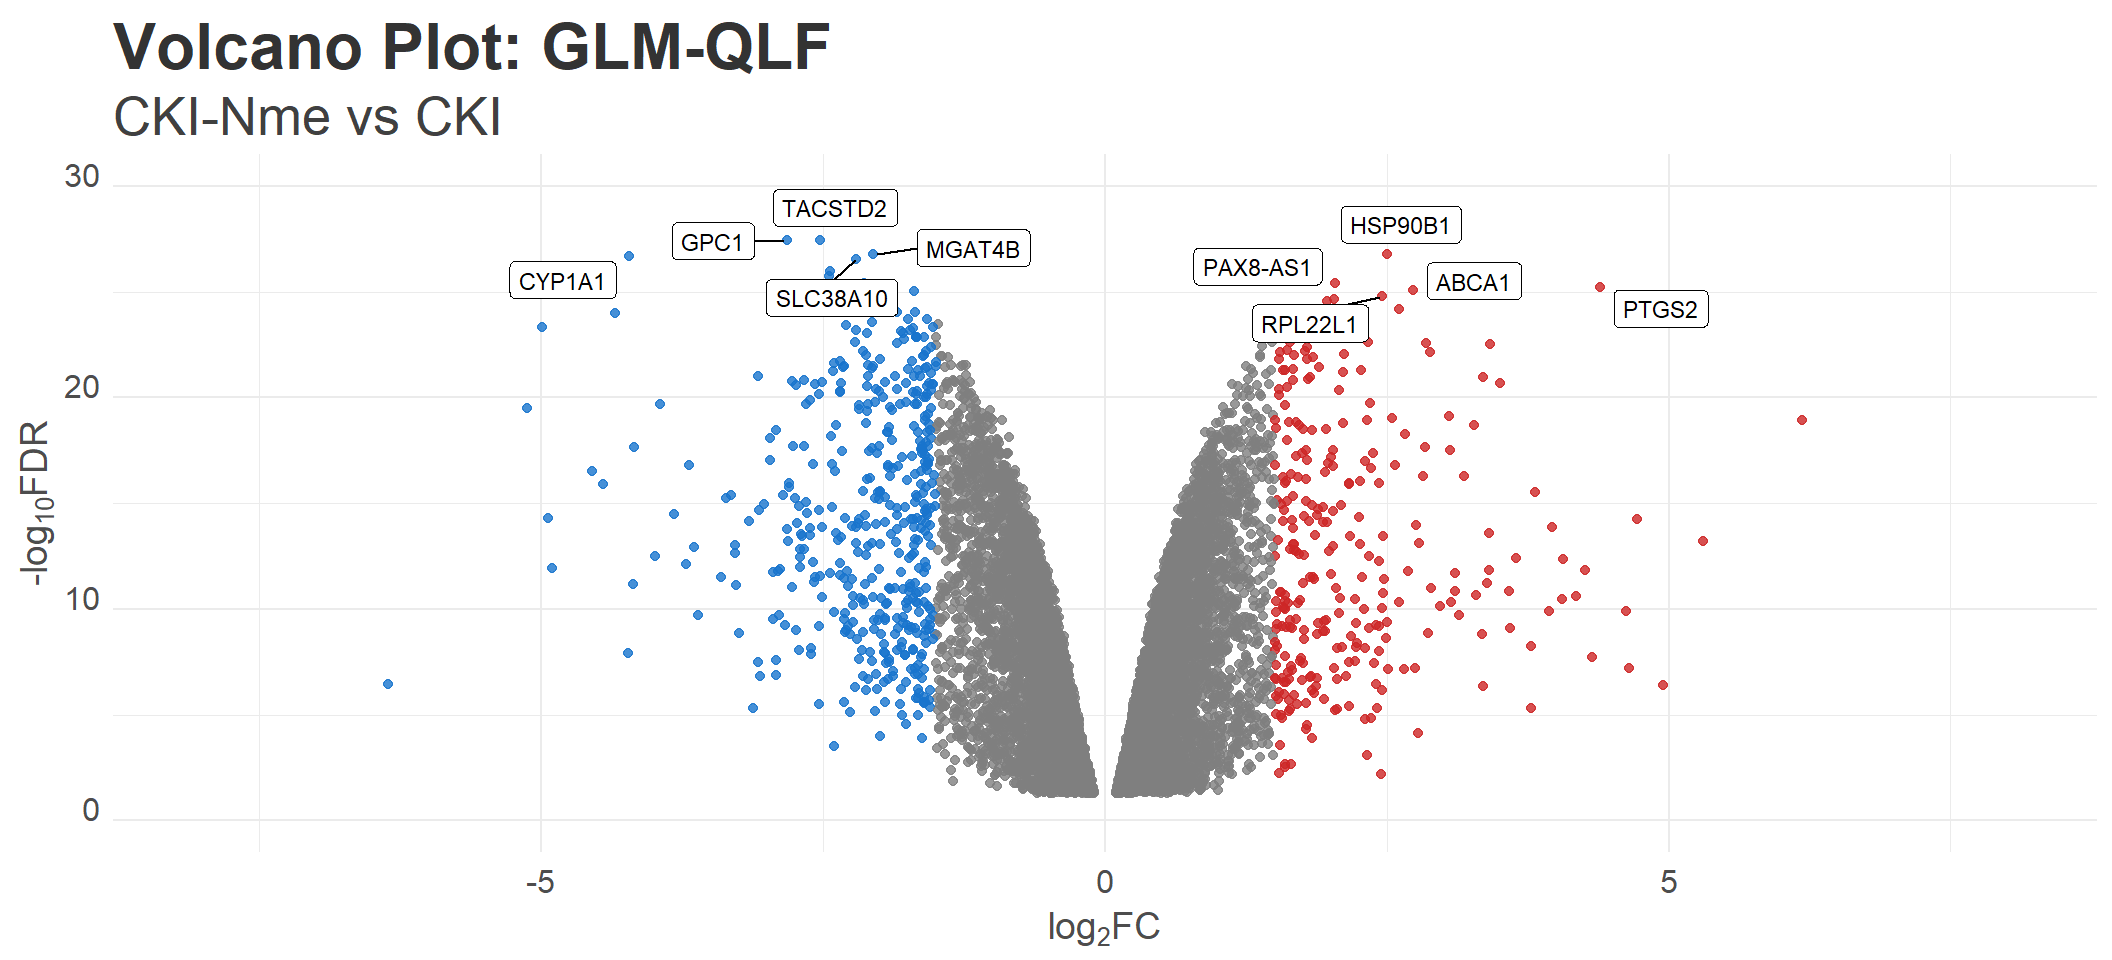 Volcano Plot: GLM-QLF
CKI-Nme vs CKI
30
20
10
0
-log10FDR
TACSTD2
GPC1
MGAT4B
CYP1A1
SLC38A10
HSP90B1
PAX8-AS1
ABCA1
RPL22L1
PTGS2
-5
0
5
log2FC